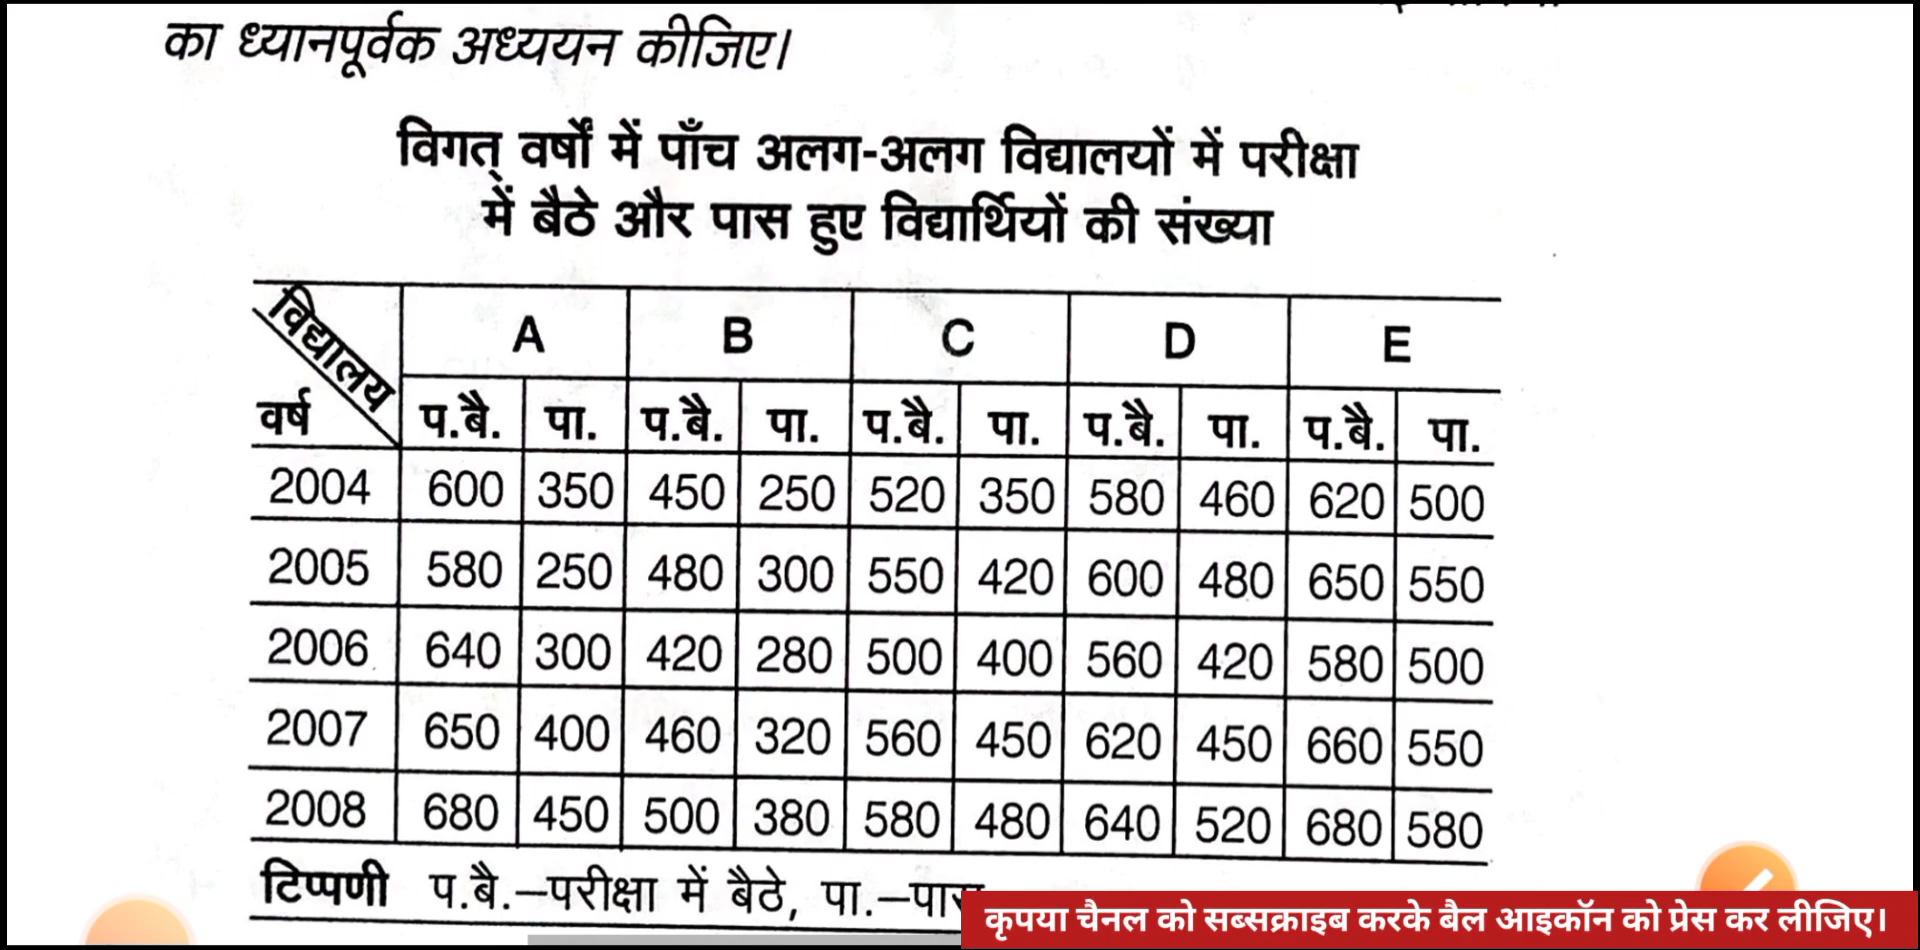 का ध्यानपूर्वक अध्ययन कीजिए।
विगत् वर्षों में पाँच अलग-अलग विद्यालयों में परीक्षा
में बैठे और पास हुए विद्यार्थियों की संख्या
विद्यालय A B C D E
वर्ष प.बै. पा. प.बै. पा. प.बै. पा. प.बै. पा. प.बै. पा.
2004 600 350 450 250 520 350 580 460 620 500
2005 580 250 480 300 550 420 600 480 650 550
2006 640 300 420 280 500 400 560 420 580 500
2007 650 400 460 320 560 450 620 450 660 550
2008 680 450 500 380 580 480 640 520 680 580
टिप्पणी प.बै.–परीक्षा में बैठे, पा.–
कृपया चैनल को सब्सक्राइब करके बैल आइकॉन को प्रेस कर लीजिए।